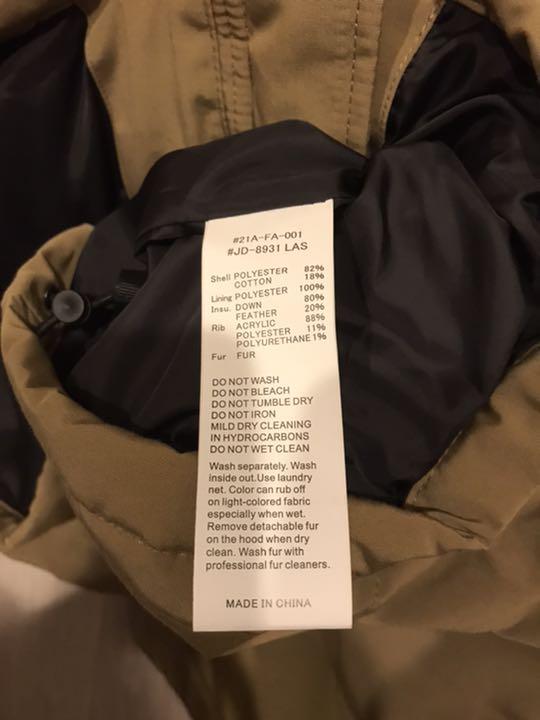 #21A-FA-001
#JD-8931 LAS
Shell POLYESTER 82%
COTTON 18%
Lining POLYESTER 100%
Insu. DOWN 80%
FEATHER 20%
Rib ACRYLIC 88%
POLYESTER 11%
POLYURETHANE 1%
Fur FUR
DO NOT WASH
DO NOT BLEACH
DO NOT TUMBLE DRY
DO NOT IRON
MILD DRY CLEANING
IN HYDROCARBONS
DO NOT WET CLEAN
Wash separately. Wash
inside out.Use laundry
net. Color can rub off
on light-colored fabric
especially when wet.
Remove detachable fur
on the hood when dry
clean. Wash fur with
professional fur cleaners.
MADE IN CHINA